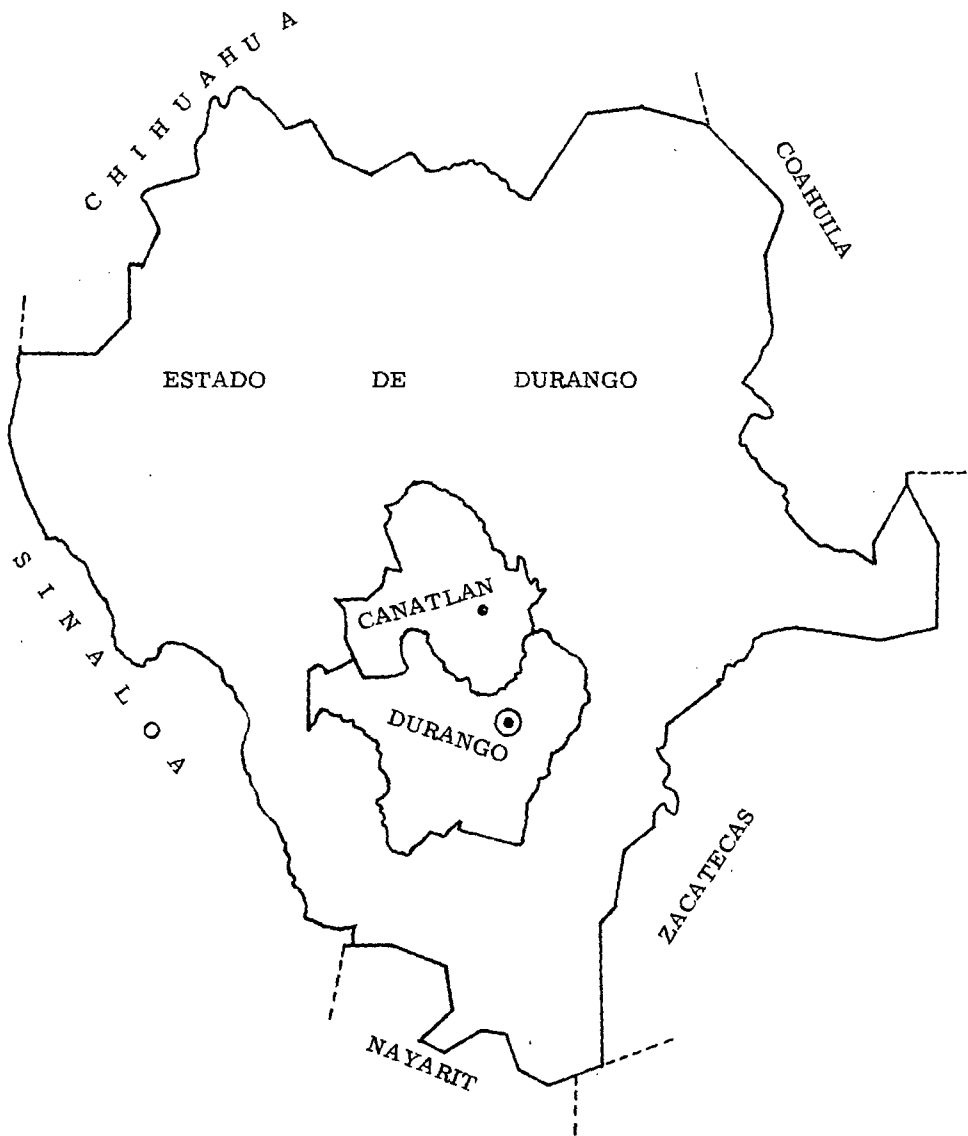 CHIHUAHUA
COAHUILA
ESTADO DE DURANGO
SINALOA
CANATLAN
DURANGO
ZACATECAS
NAYARIT